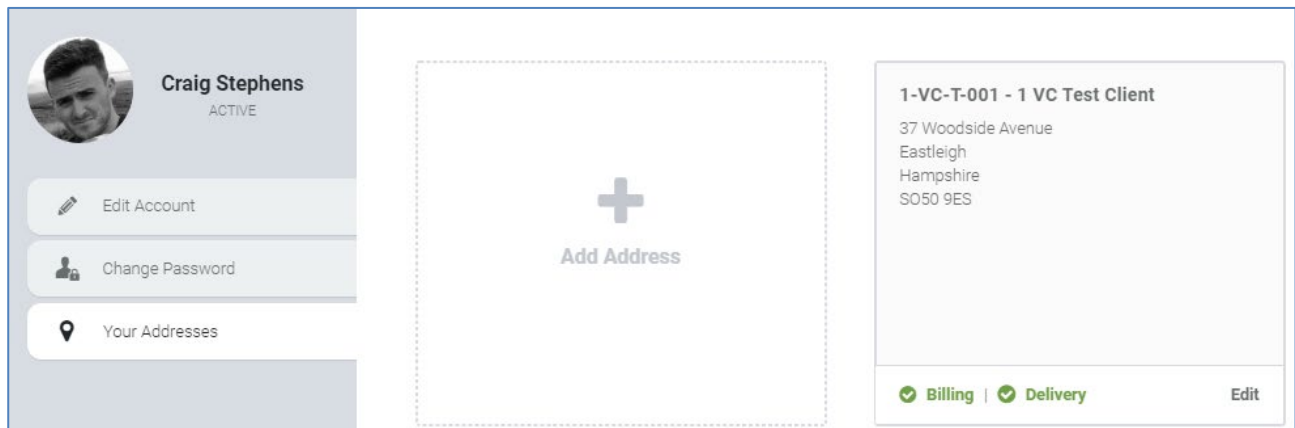 Craig Stephens
ACTIVE
Edit Account
Change Password
Your Addresses
Add Address
1-VC-T-001 - 1 VC Test Client
37 Woodside Avenue
Eastleigh
Hampshire
SO50 9ES
Billing | Delivery Edit